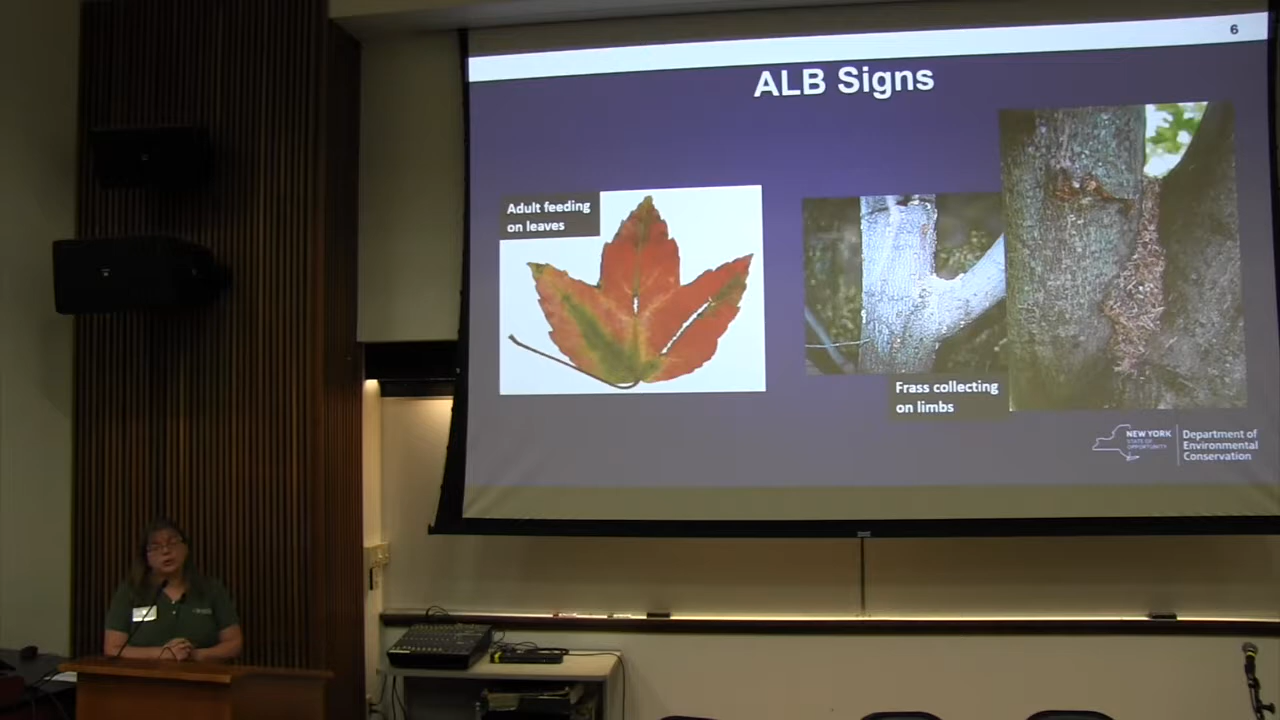 6
ALB Signs
Adult feeding
on leaves
Frass collecting
on limbs
NEW YORK
STATE OF
OPPORTUNITY
Department of
Environmental
Conservation